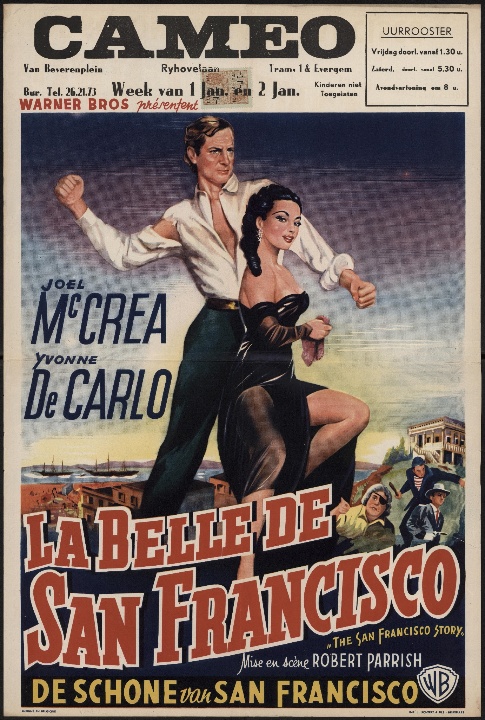 CAMEO
Van Beverenplein Ryhovelaan Trams 1 & Evergem
Bur. Tel. 26.21.73 Week van 1 Jan. en 2 Jan. Kinderen niet Toegelaten
UURROOSTER
Vrijdag doorl. vanaf 1.30 u.
Zaterd. doorl. vanaf 5.30 u.
Avondvertoning om 8 u.
WARNER BROS présentent
JOEL
McCREA
YVONNE
De CARLO
LA BELLE DE
SAN FRANCISCO
"THE SAN FRANCISCO STORY"
Mise en scène ROBERT PARRISH
DE SCHONE van SAN FRANCISCO
WB